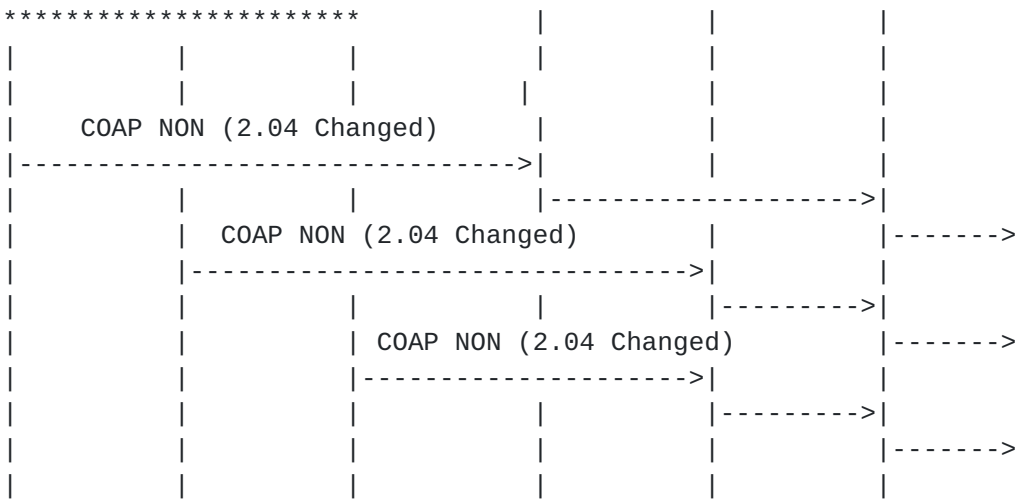 ***********************          |          |          |
|          |          |           |          |          |
|          |          |          |           |          |
|    COAP NON (2.04 Changed)      |          |          |
|-------------------------------->|          |          |
|          |          |           |-------------------->|
|          |  COAP NON (2.04 Changed)        |          |------->
|          |-------------------------------->|          |
|          |          |           |          |--------->|
|          |          | COAP NON (2.04 Changed)         |------->
|          |          |--------------------->|          |
|          |          |           |          |--------->|
|          |          |           |          |          |------->
|          |          |           |          |          |